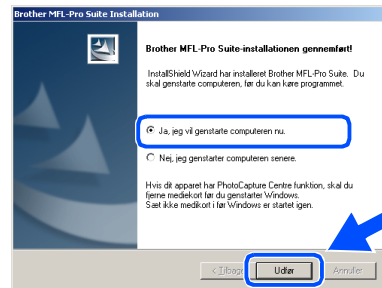 Brother MFL-Pro Suite Installation
Brother MFL-Pro Suite-installationen gennemført!
InstallShield Wizard har installeret Brother MFL-Pro Suite. Du
skal genstarte computeren, før du kan køre programmet.
Ja, jeg vil genstarte computeren nu.
Nej, jeg genstarter computeren senere.
Hvis dit apparat har PhotoCapture Centre funktion, skal du
fjerne mediekort før du genstarter Windows.
Sæt ikke mediekort i før Windows er startet igen.
< Tilbage Udfør Annuller